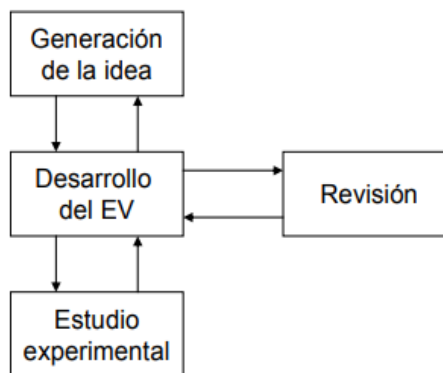 Generación
de la idea
Desarrollo
del EV
Revisión
Estudio
experimental